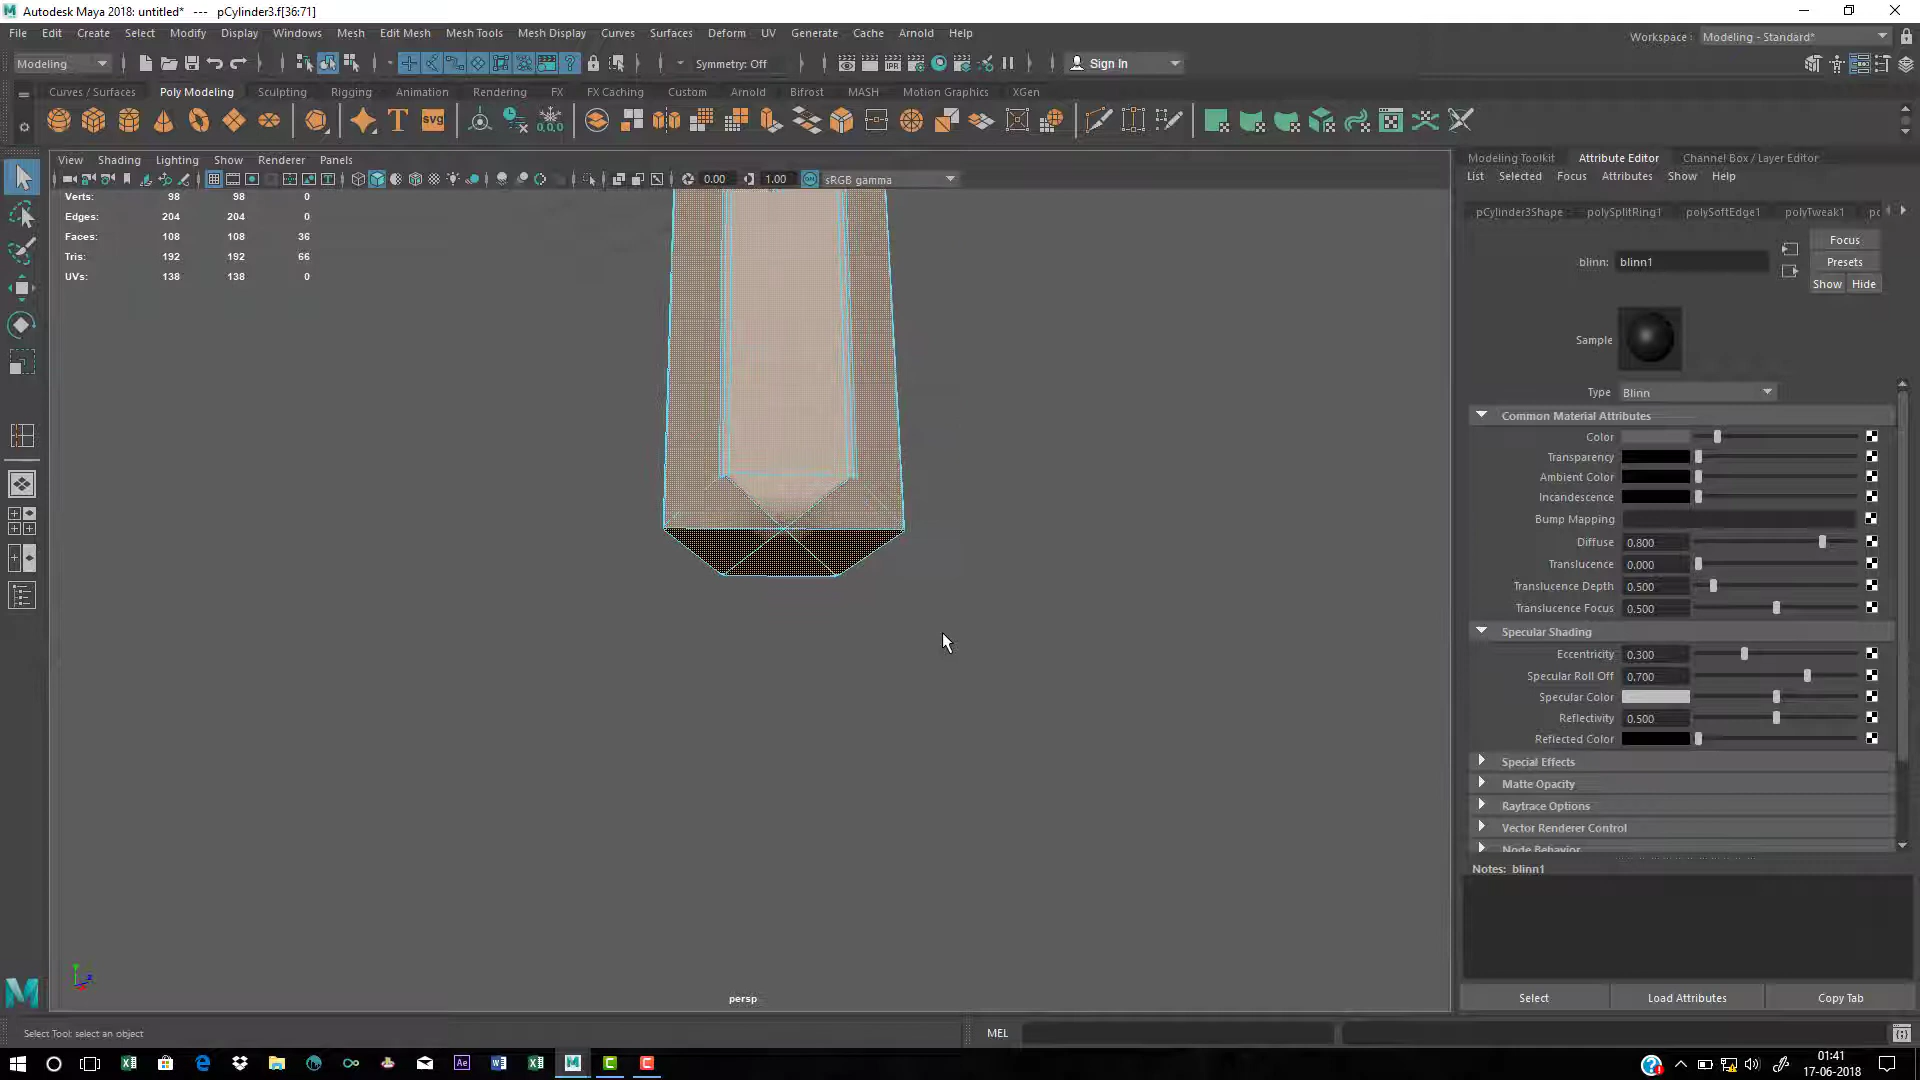 Autodesk Maya 2018: untitled* --- pCylinder3.f[36:71]
File Edit Create Select Modify Display Windows Mesh Edit Mesh Mesh Tools Mesh Display Curves Surfaces Deform UV Generate Cache Arnold Help
Workspace : Modeling - Standard*
Modeling Symmetry: Off Sign In
Curves / Surfaces Poly Modeling Sculpting Rigging Animation Rendering FX FX Caching Custom Arnold Bifrost MASH Motion Graphics XGen
T SVG 0,0,0
View Shading Lighting Show Renderer Panels
0.00 1.00 sRGB gamma
Verts: 98 98 0
Edges: 204 204 0
Faces: 108 108 36
Tris: 192 192 66
UVs: 138 138 0
persp
Modeling Toolkit Attribute Editor Channel Box / Layer Editor
List Selected Focus Attributes Show Help
pCylinder3Shape polySplitRing1 polySoftEdge1 polyTweak1
Focus
blinn: blinn1 Presets
Show Hide
Sample
Type Blinn
Common Material Attributes
Color
Transparency
Ambient Color
Incandescence
Bump Mapping
Diffuse 0.800
Translucence 0.000
Translucence Depth 0.500
Translucence Focus 0.500
Specular Shading
Eccentricity 0.300
Specular Roll Off 0.700
Specular Color
Reflectivity 0.500
Reflected Color
Special Effects
Matte Opacity
Raytrace Options
Vector Renderer Control
Node Behavior
Notes: blinn1
Select Load Attributes Copy Tab
Select Tool: select an object
MEL
01:41
17-06-2018